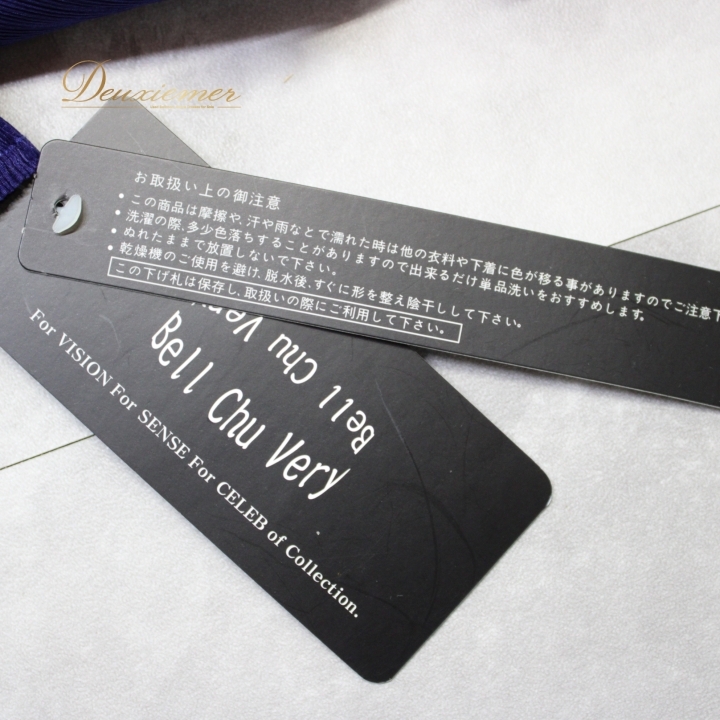 Deuxiemer
お取扱い上の御注意
• この商品は摩擦や、汗や雨などで濡れた時は他の衣料や下着に色が移る事がありますのでご注意下
• 洗濯の際、多少色落ちすることがありますので出来るだけ単品洗いをおすすめします。
• ぬれたままで放置しないで下さい。
• 乾燥機のご使用を避け、脱水後、すぐに形を整え陰干しして下さい。
この下げ札は保存し、取扱いの際にご利用して下さい。
Bell Chu Very
Bell Chu Very
For VISION For SENSE For CELEB of Collection.